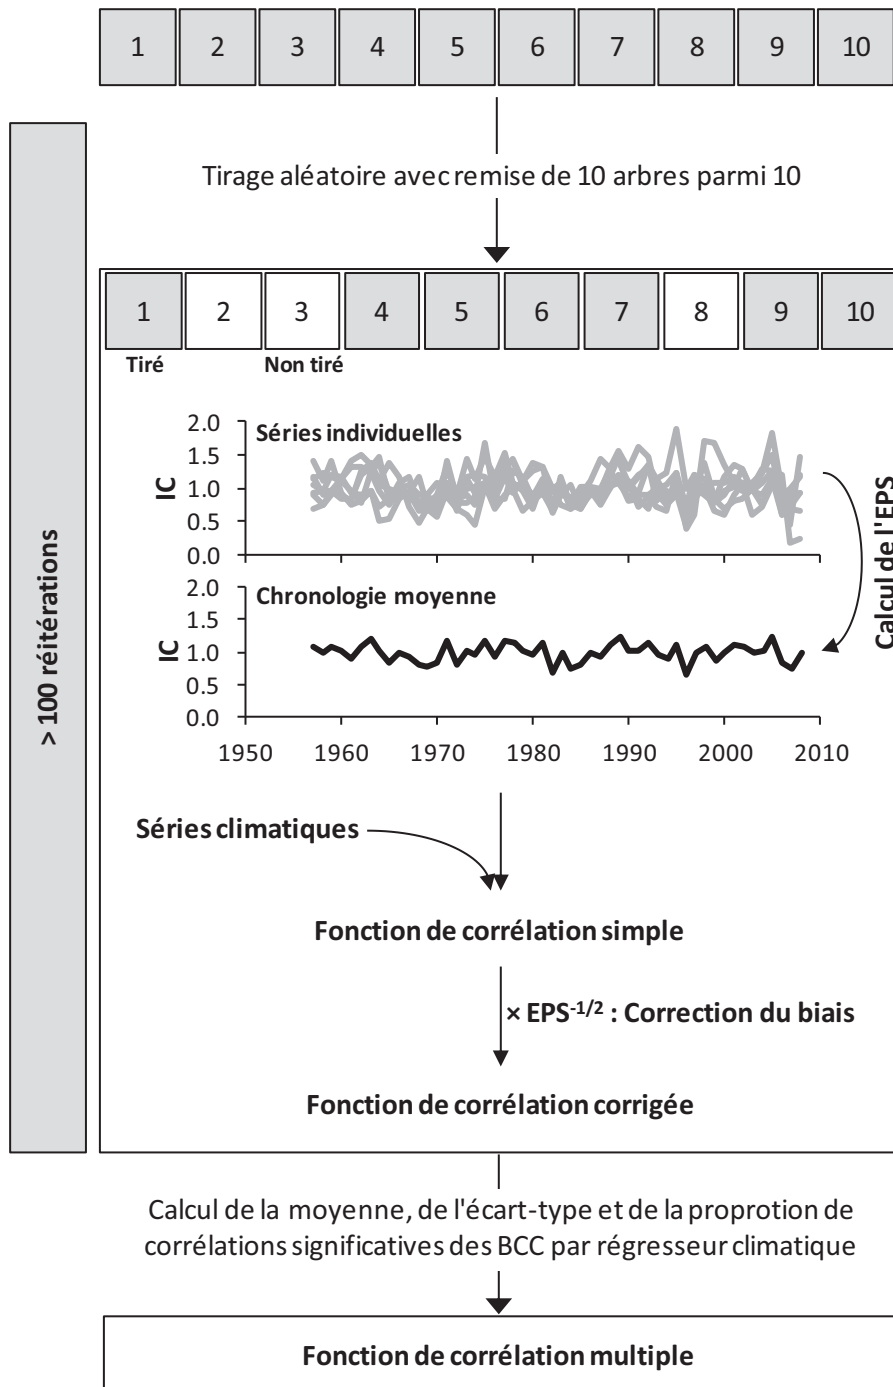 1 2 3 4 5 6 7 8 9 10
Tirage aléatoire avec remise de 10 arbres parmi 10
1 2 3 4 5 6 7 8 9 10
Tiré Non tiré
Séries individuelles
2.0
1.5
1.0
0.5
0.0
IC
Chronologie moyenne
2.0
1.5
1.0
0.5
0.0
IC
1950 1960 1970 1980 1990 2000 2010
Calcul de l'EPS
> 100 réitérations
Séries climatiques
Fonction de corrélation simple
× EPS-1/2 : Correction du biais
Fonction de corrélation corrigée
Calcul de la moyenne, de l'écart-type et de la proprotion de
corrélations significatives des BCC par régresseur climatique
Fonction de corrélation multiple